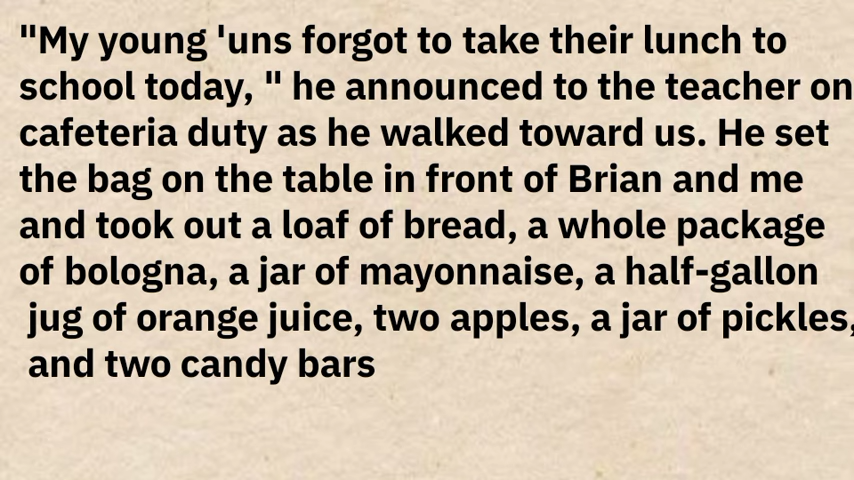 "My young 'uns forgot to take their lunch to
school today, " he announced to the teacher on
cafeteria duty as he walked toward us. He set
the bag on the table in front of Brian and me
and took out a loaf of bread, a whole package
of bologna, a jar of mayonnaise, a half-gallon
jug of orange juice, two apples, a jar of pickles,
and two candy bars